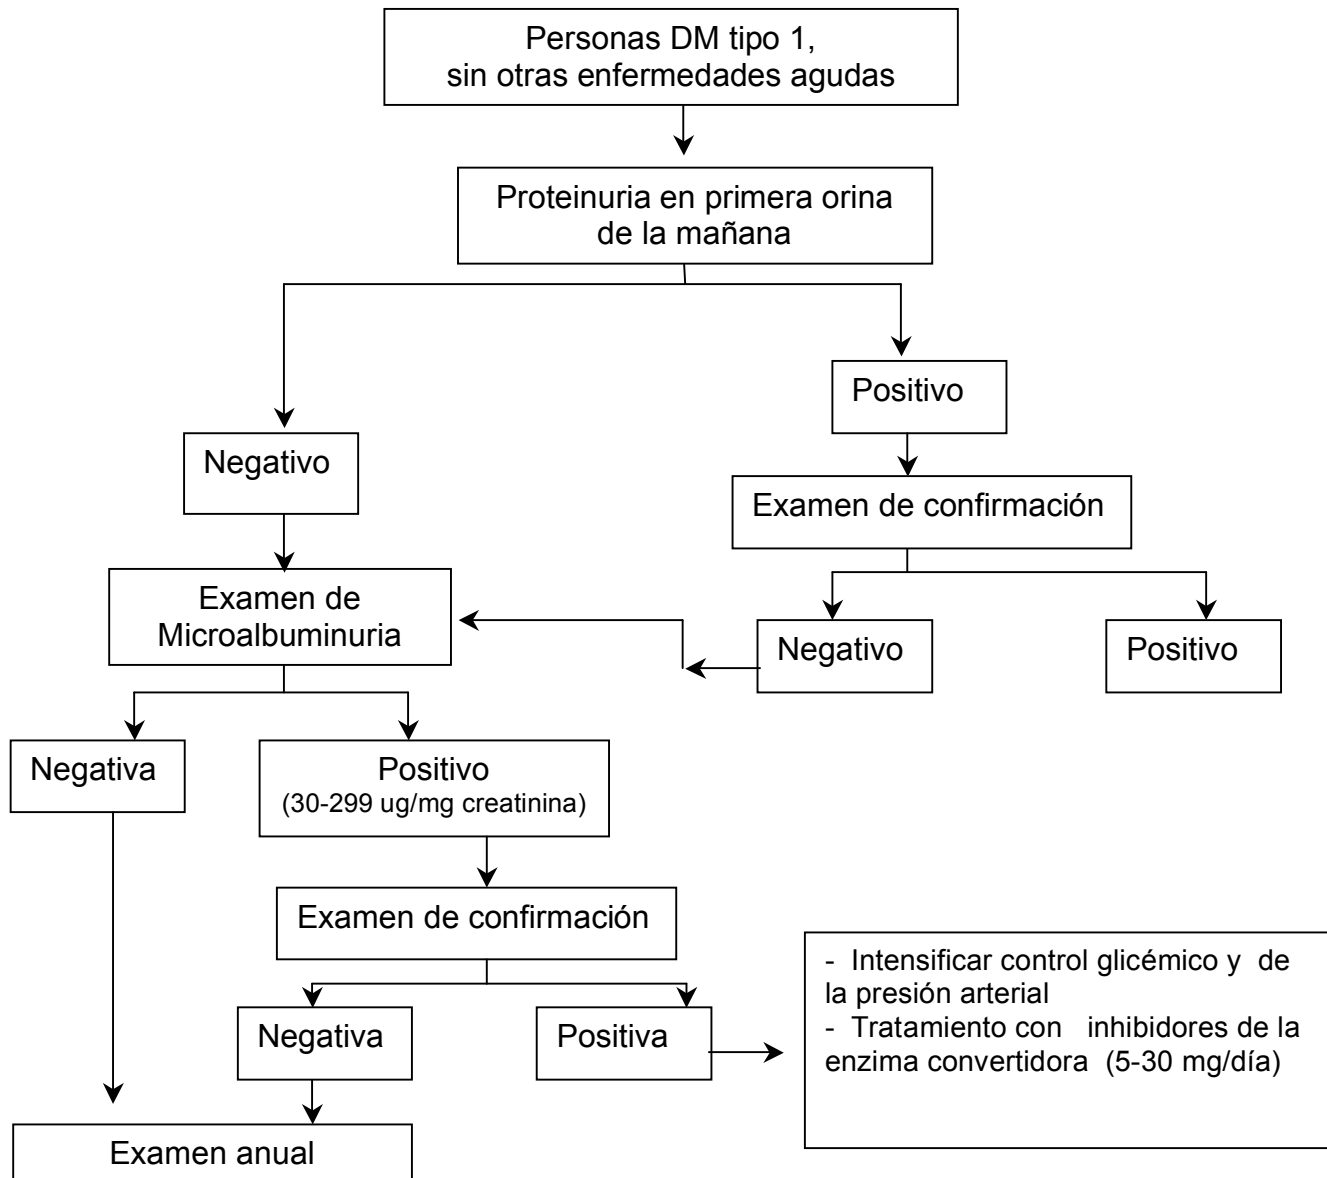 Personas DM tipo 1,
sin otras enfermedades agudas
Proteinuria en primera orina
de la mañana
Positivo
Negativo
Examen de confirmación
Examen de
Microalbuminuria
Negativo
Positivo
Negativa
Positivo
(30-299 ug/mg creatinina)
Examen de confirmación
- Intensificar control glicémico y de
la presión arterial
- Tratamiento con inhibidores de la
enzima convertidora (5-30 mg/día)
Negativa
Positiva
Examen anual